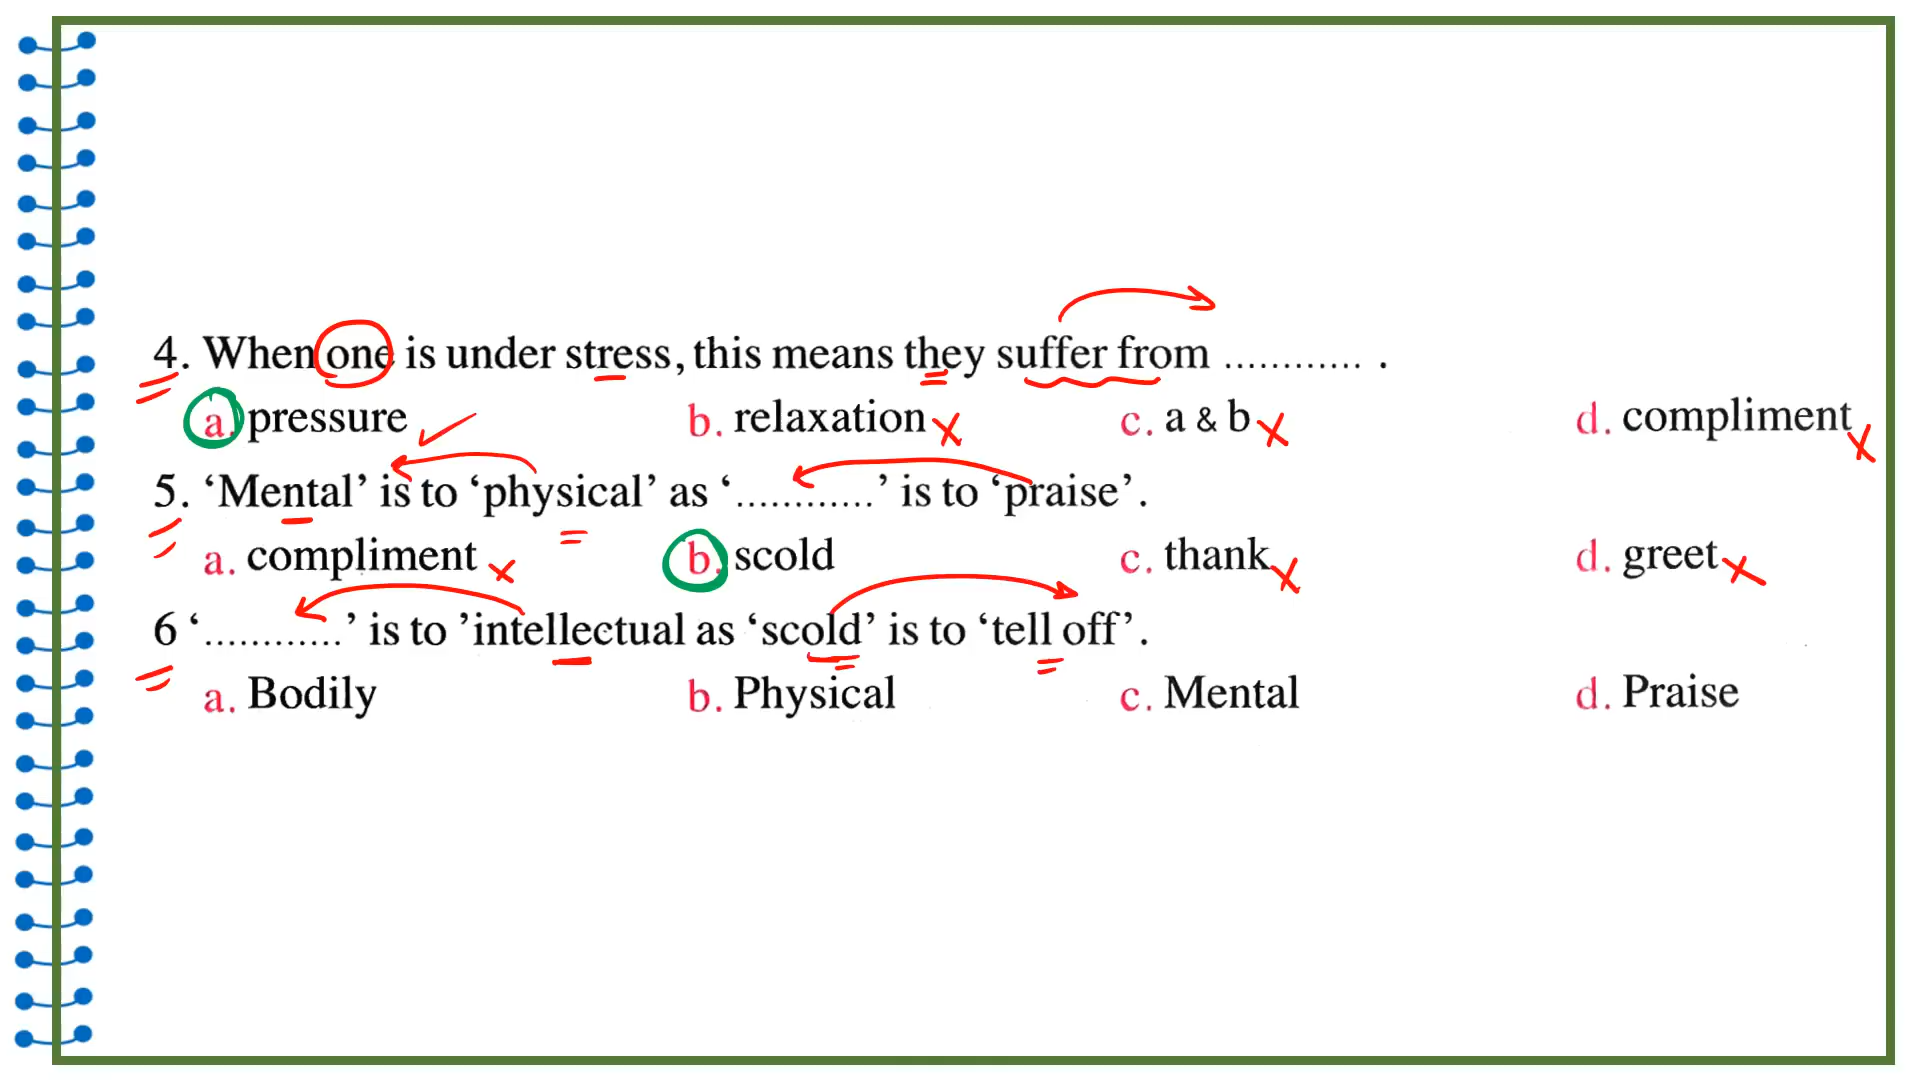 4. When one is under stress, this means they suffer from ............ .
a. pressure b. relaxation c. a & b d. compliment
5. ‘Mental’ is to ‘physical’ as ‘............’ is to ‘praise’.
a. compliment b. scold c. thank d. greet
6 ‘............’ is to ’intellectual as ‘scold’ is to ‘tell off’.
a. Bodily b. Physical c. Mental d. Praise